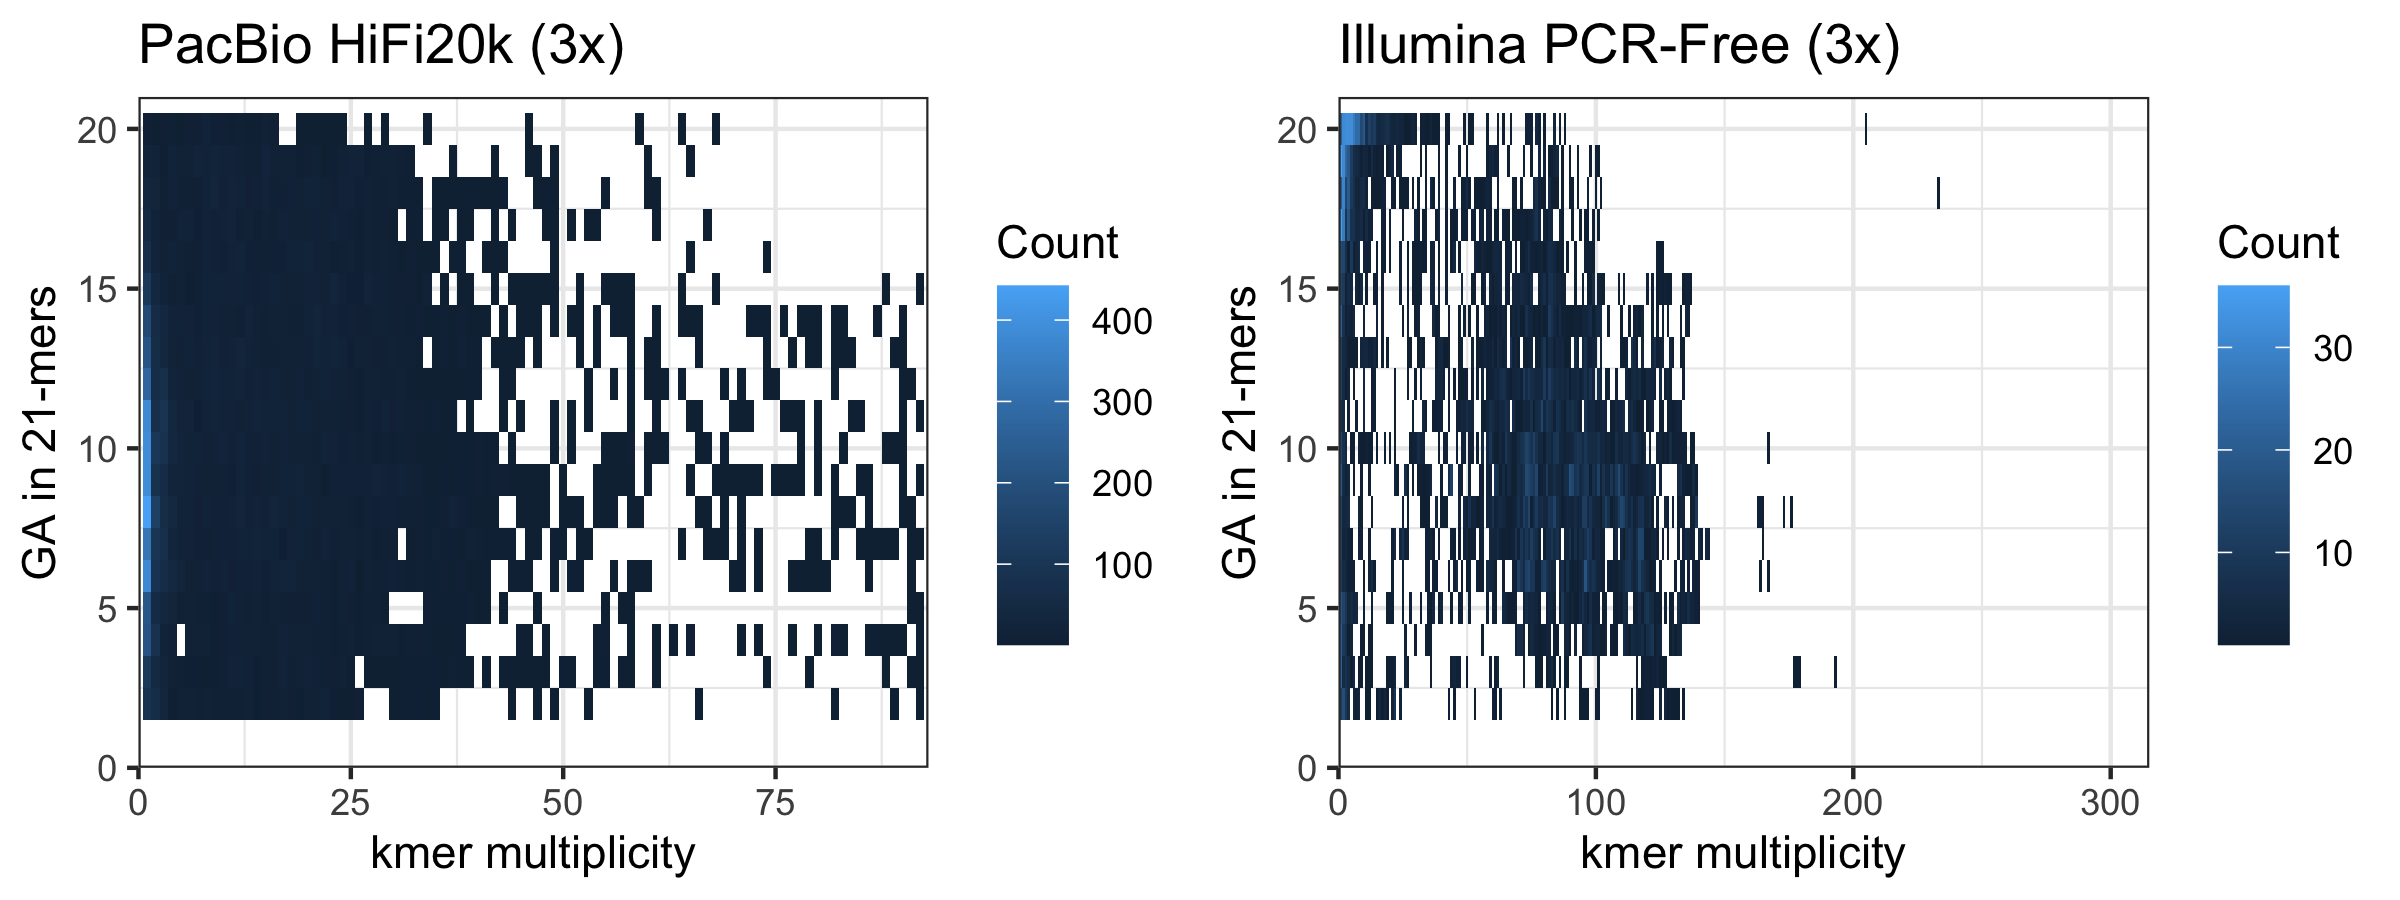 PacBio HiFi20k (3x)
GA in 21-mers
20
15
10
5
0
0 25 50 75
kmer multiplicity
Count
400
300
200
100
Illumina PCR-Free (3x)
GA in 21-mers
20
15
10
5
0
0 100 200 300
kmer multiplicity
Count
30
20
10